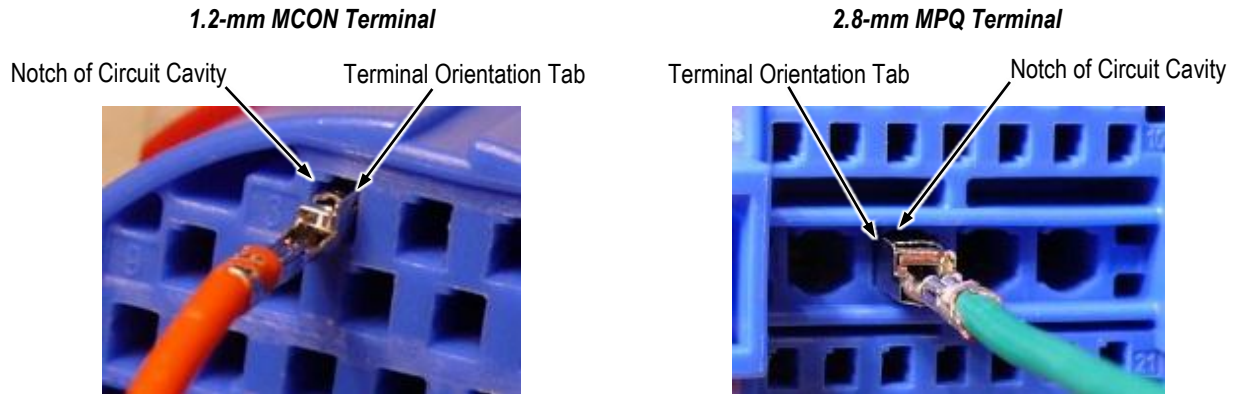 1.2-mm MCON Terminal
2.8-mm MPQ Terminal
Notch of Circuit Cavity
Terminal Orientation Tab
Terminal Orientation Tab
Notch of Circuit Cavity
21